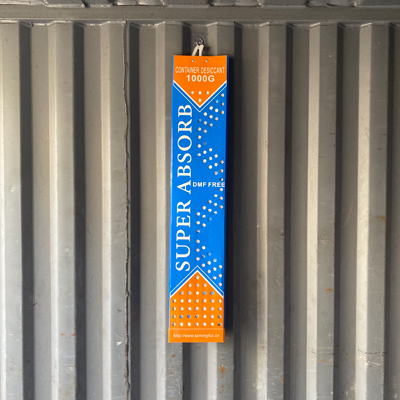 CONTAINER DESICCANT
1000G
SUPER ABSORB
DMF FREE